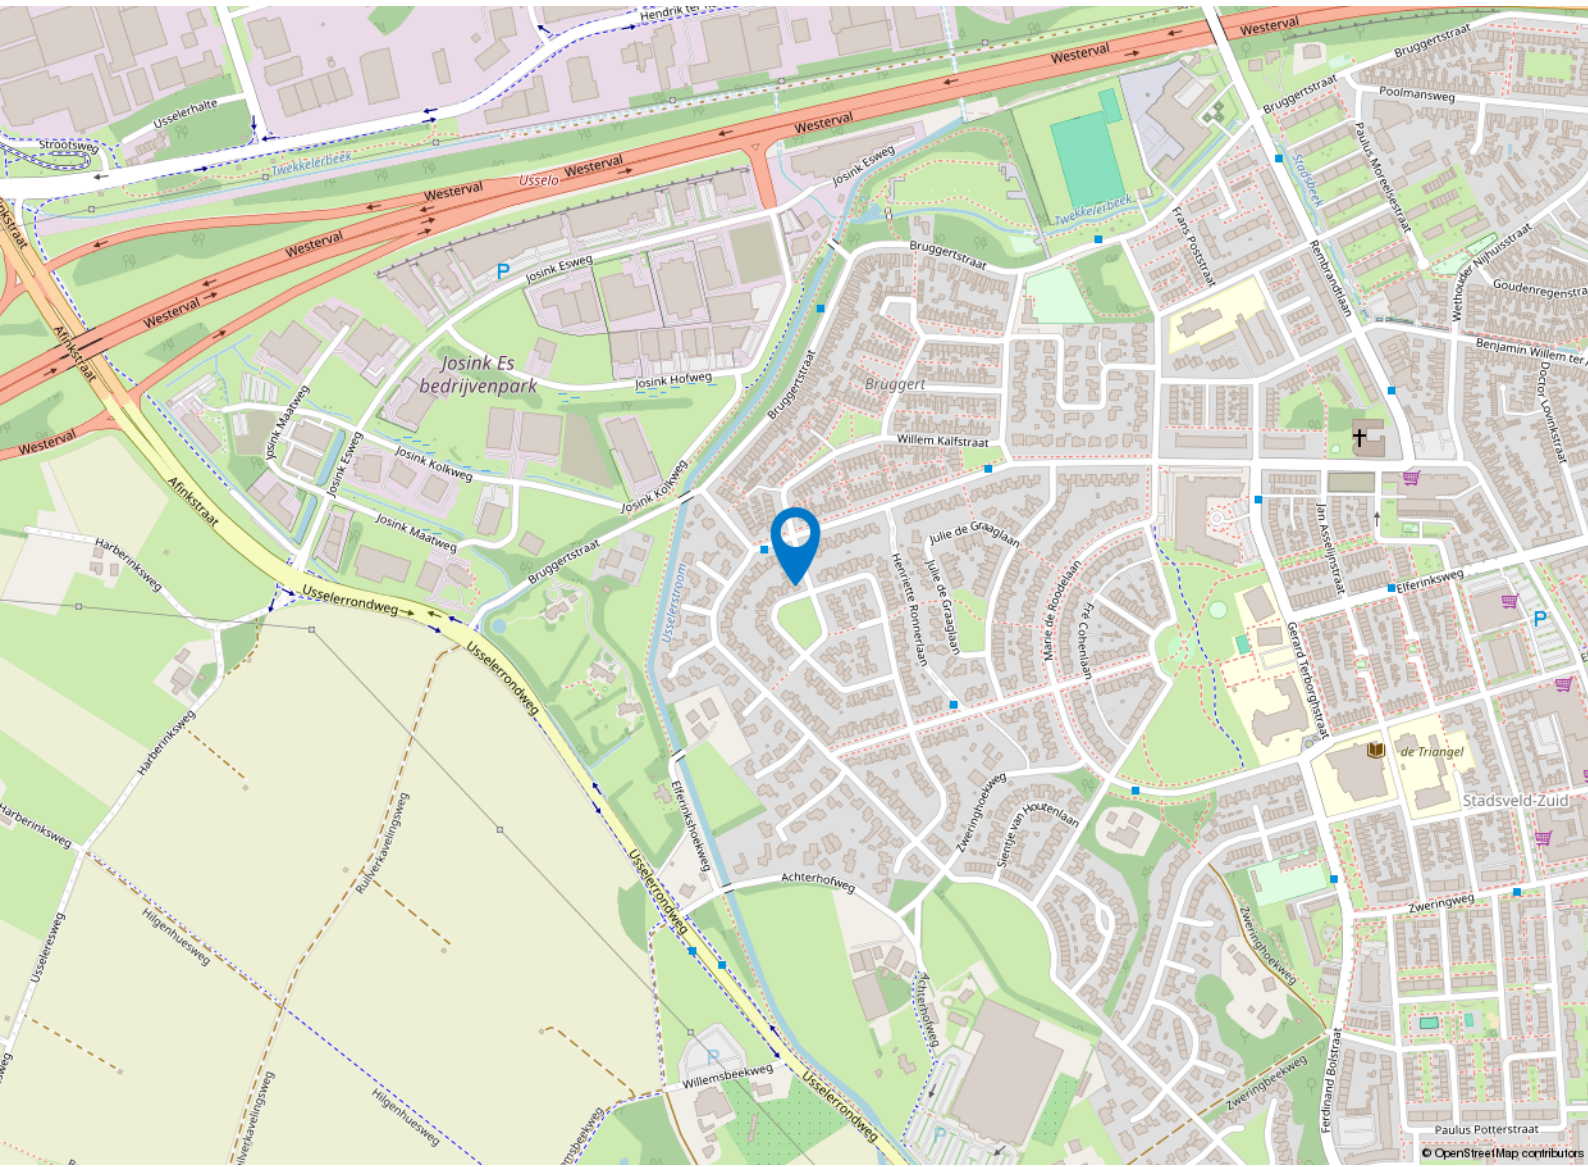 Hendrik ter
Westerval
Westerval
Bruggertstraat
Usselerhalte
Bruggertstraat
Poolmansweg
Westerval
Strootsweg
Paulus Moreelsestraat
Twekkelerbeek
Westerval
Josink Esweg
Stadsbeek
Usselo
Westerval
Twekkelerbeek
Frans Poststraat
Westerval
Bruggertstraat
Wethouder Nijhuisstraat
Rembrandtlaan
P
Josink Esweg
Goudenregenstra
Westerval
Afinkstraat
Benjamin Willem ter
Josink Es
bedrijvenpark
Josink Hofweg
Bruggertstraat
Bruggert
Doctor Lovinkstraat
Josink Maatweg
Westerval
Willem Kalfstraat
Josink Esweg
Josink Kolkweg
Josink Kolkweg
Afinkstraat
Josink Maatweg
Julie de Graaglaan
Jan Asselijnstraat
Harberinksweg
Bruggertstraat
Henriette Ronnerlaan
Julie de Graaglaan
Marie de Roodelaan
Elferinksweg
Usselerstroom
Fré Cohenlaan
Usselerrondweg
P
Usselerrondweg
Gerard Terborghstraat
Harberinksweg
de Triangel
Elferinkshoekweg
Zweringhoekweg
Stadsveld-Zuid
Harberinksweg
Ruilverkavelingsweg
Sientje van Houtenlaan
Usselerrondweg
Achterhofweg
Zweringweg
Hilgenhuesweg
Usseleresweg
Zweringhoekweg
Achterhofweg
P
Willemsbeekweg
Usselerrondweg
Zweringbeekweg
Ferdinand Bolstraat
Hilgenhuesweg
P
Paulus Potterstraat
© OpenStreetMap contributors